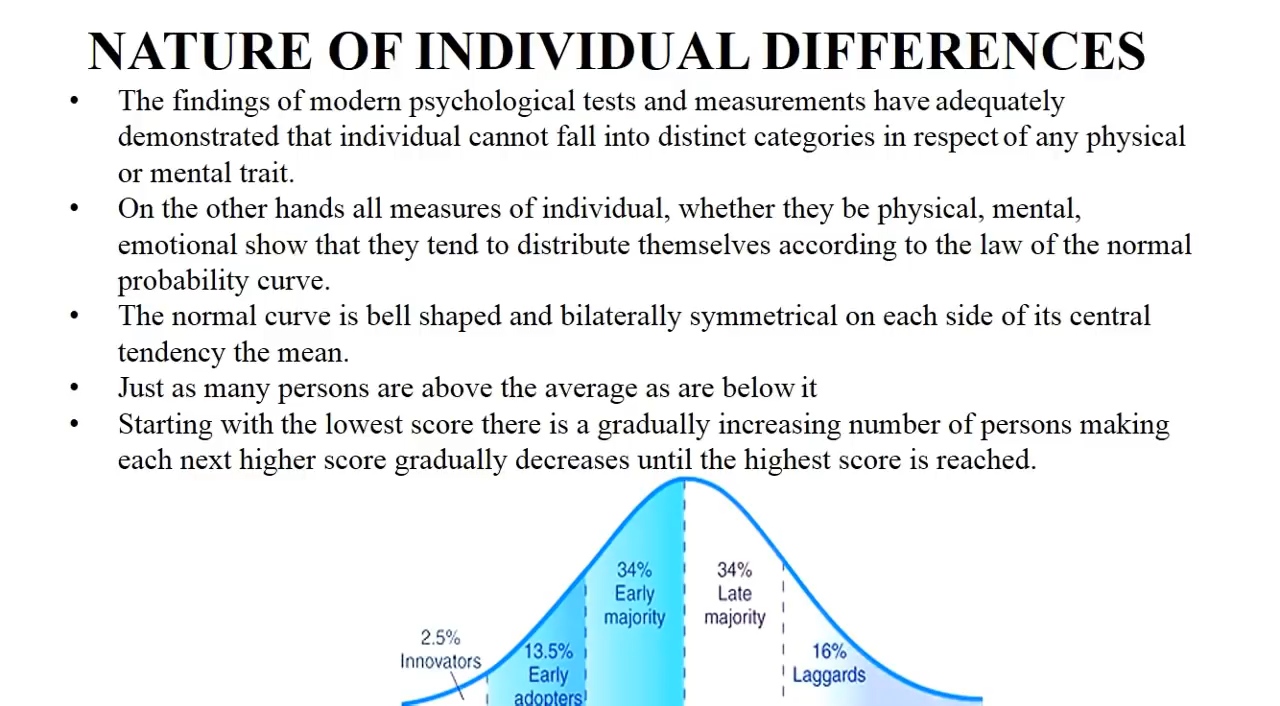 NATURE OF INDIVIDUAL DIFFERENCES
• The findings of modern psychological tests and measurements have adequately
demonstrated that individual cannot fall into distinct categories in respect of any physical
or mental trait.
• On the other hands all measures of individual, whether they be physical, mental,
emotional show that they tend to distribute themselves according to the law of the normal
probability curve.
• The normal curve is bell shaped and bilaterally symmetrical on each side of its central
tendency the mean.
• Just as many persons are above the average as are below it
• Starting with the lowest score there is a gradually increasing number of persons making
each next higher score gradually decreases until the highest score is reached.
2.5%
Innovators
13.5%
Early
adopters
34%
Early
majority
34%
Late
majority
16%
Laggards